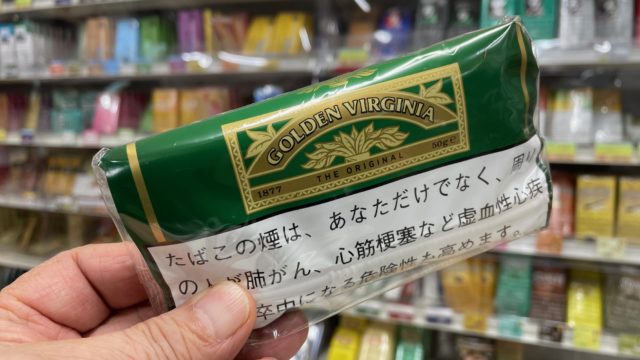 GOLDEN VIRGINIA
THE ORIGINAL
1877
50g℮
たばこの煙は、あなただけでなく、周り
の人が肺がん、心筋梗塞など虚血性心疾
卒中になる危険性も高めます。